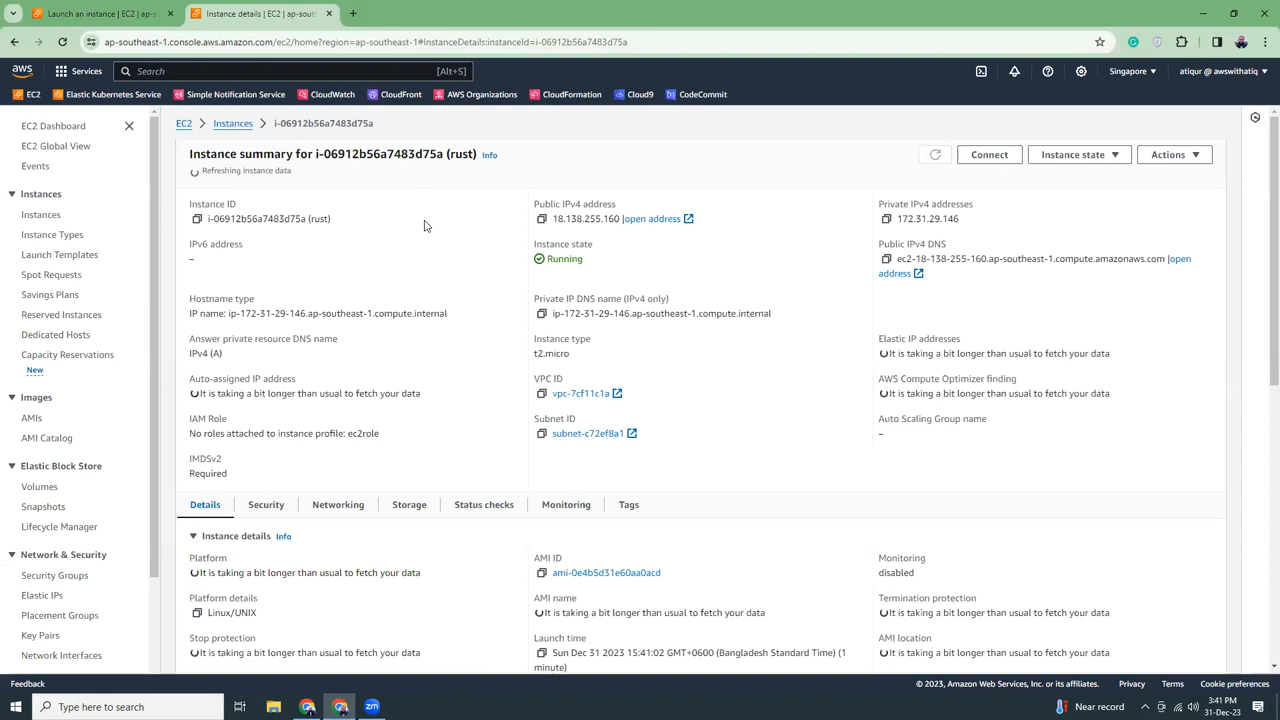 Launch an instance | EC2 | ap-s
Instance details | EC2 | ap-sout
ap-southeast-1.console.aws.amazon.com/ec2/home?region=ap-southeast-1#InstanceDetails:instanceId=i-06912b56a7483d75a
aws
Services
Search
[Alt+S]
Singapore
atiqur @ awswithatiq
EC2
Elastic Kubernetes Service
Simple Notification Service
CloudWatch
CloudFront
AWS Organizations
CloudFormation
Cloud9
CodeCommit
EC2 Dashboard
EC2 Global View
Events
Instances
Instances
Instance Types
Launch Templates
Spot Requests
Savings Plans
Reserved Instances
Dedicated Hosts
Capacity Reservations
New
Images
AMIs
AMI Catalog
Elastic Block Store
Volumes
Snapshots
Lifecycle Manager
Network & Security
Security Groups
Elastic IPs
Placement Groups
Key Pairs
Network Interfaces
EC2
Instances
i-06912b56a7483d75a
Instance summary for i-06912b56a7483d75a (rust)
Info
Refreshing instance data
Connect
Instance state
Actions
Instance ID
i-06912b56a7483d75a (rust)
Public IPv4 address
18.138.255.160 |open address
Private IPv4 addresses
172.31.29.146
IPv6 address
–
Instance state
Running
Public IPv4 DNS
ec2-18-138-255-160.ap-southeast-1.compute.amazonaws.com |open
address
Hostname type
IP name: ip-172-31-29-146.ap-southeast-1.compute.internal
Private IP DNS name (IPv4 only)
ip-172-31-29-146.ap-southeast-1.compute.internal
Answer private resource DNS name
IPv4 (A)
Instance type
t2.micro
Elastic IP addresses
It is taking a bit longer than usual to fetch your data
Auto-assigned IP address
It is taking a bit longer than usual to fetch your data
VPC ID
vpc-7cf11c1a
AWS Compute Optimizer finding
It is taking a bit longer than usual to fetch your data
IAM Role
No roles attached to instance profile: ec2role
Subnet ID
subnet-c72ef8a1
Auto Scaling Group name
–
IMDSv2
Required
Details
Security
Networking
Storage
Status checks
Monitoring
Tags
Instance details
Info
Platform
It is taking a bit longer than usual to fetch your data
AMI ID
ami-0e4b5d31e60aa0acd
Monitoring
disabled
Platform details
Linux/UNIX
AMI name
It is taking a bit longer than usual to fetch your data
Termination protection
It is taking a bit longer than usual to fetch your data
Stop protection
It is taking a bit longer than usual to fetch your data
Launch time
Sun Dec 31 2023 15:41:02 GMT+0600 (Bangladesh Standard Time) (1
minute)
AMI location
It is taking a bit longer than usual to fetch your data
Feedback
© 2023, Amazon Web Services, Inc. or its affiliates.
Privacy
Terms
Cookie preferences
Type here to search
Near record
3:41 PM
31-Dec-23